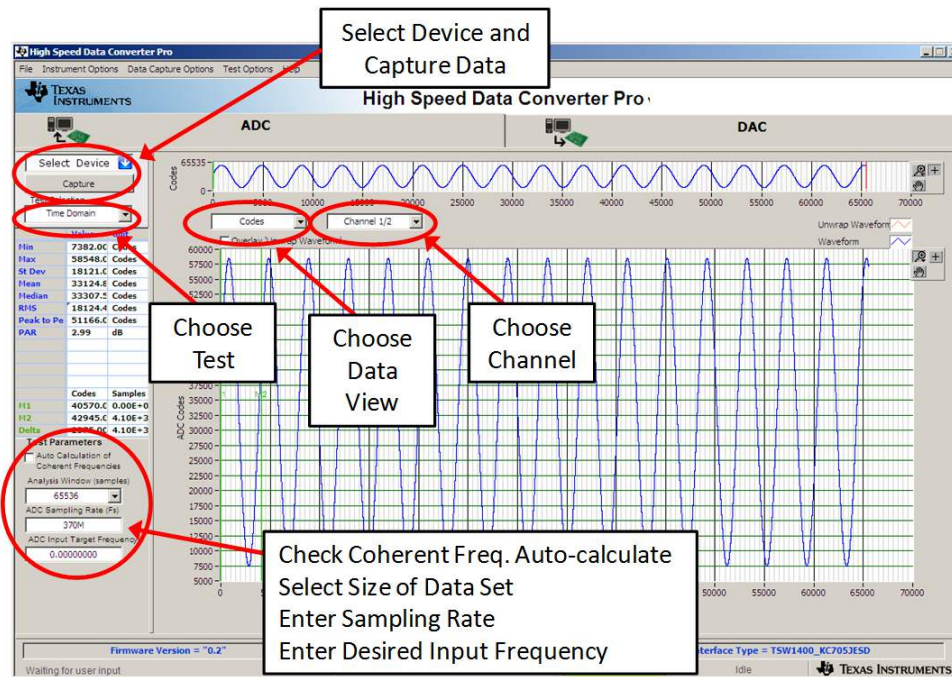 Select Device and
Capture Data
High Speed Data Converter Pro
File Instrument Options Data Capture Options Test Options Help
TEXAS
INSTRUMENTS
High Speed Data Converter Pro
ADC
DAC
Select Device
Capture
Time Domain
Value
Min 7382.0 Codes
Max 58548.0 Codes
St Dev 18121.0 Codes
Mean 33124.8 Codes
Median 33307.5 Codes
RMS 18124.4 Codes
Peak to Pe 51166.0 Codes
PAR 2.99 dB
Codes Samples
M1 40570.0 0.00E+0
M2 42945.0 4.10E+3
Delta 4.10E+3
Test Parameters
Auto Calculation of
Coherent Frequencies
Analysis Window (samples)
65536
ADC Sampling Rate (Fs)
370M
ADC Input Target Frequency
0.00000000
Codes
65535
0
0 5000 10000 15000 20000 25000 30000 35000 40000 45000 50000 55000 60000 65000 70000
Codes
Channel 1/2
Overlay Unwrap Waveform
Unwrap Waveform
Waveform
60000
57500
55000
52500
37500
35000
32500
30000
27500
25000
22500
20000
17500
15000
12500
10000
7500
5000
ADC Codes
0
50000 55000 60000 65000 70000
Choose
Test
Choose
Data
View
Choose
Channel
Check Coherent Freq. Auto-calculate
Select Size of Data Set
Enter Sampling Rate
Enter Desired Input Frequency
Firmware Version = "0.2"
nterface Type = TSW1400_KC705JESD
Waiting for user input
Idle
TEXAS INSTRUMENTS